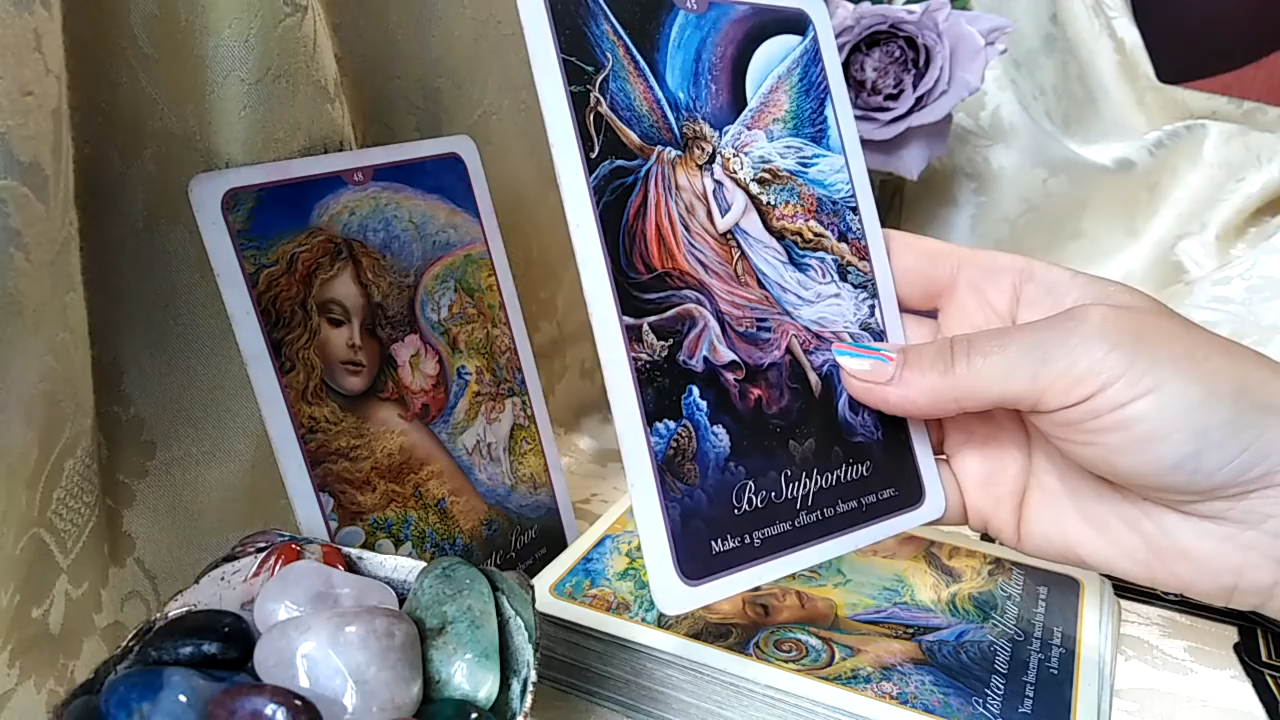 48
45
Be Supportive
Make a genuine effort to show you care.
Love
you
Listen with Your Heart
You are listening but need to hear with
a loving heart.